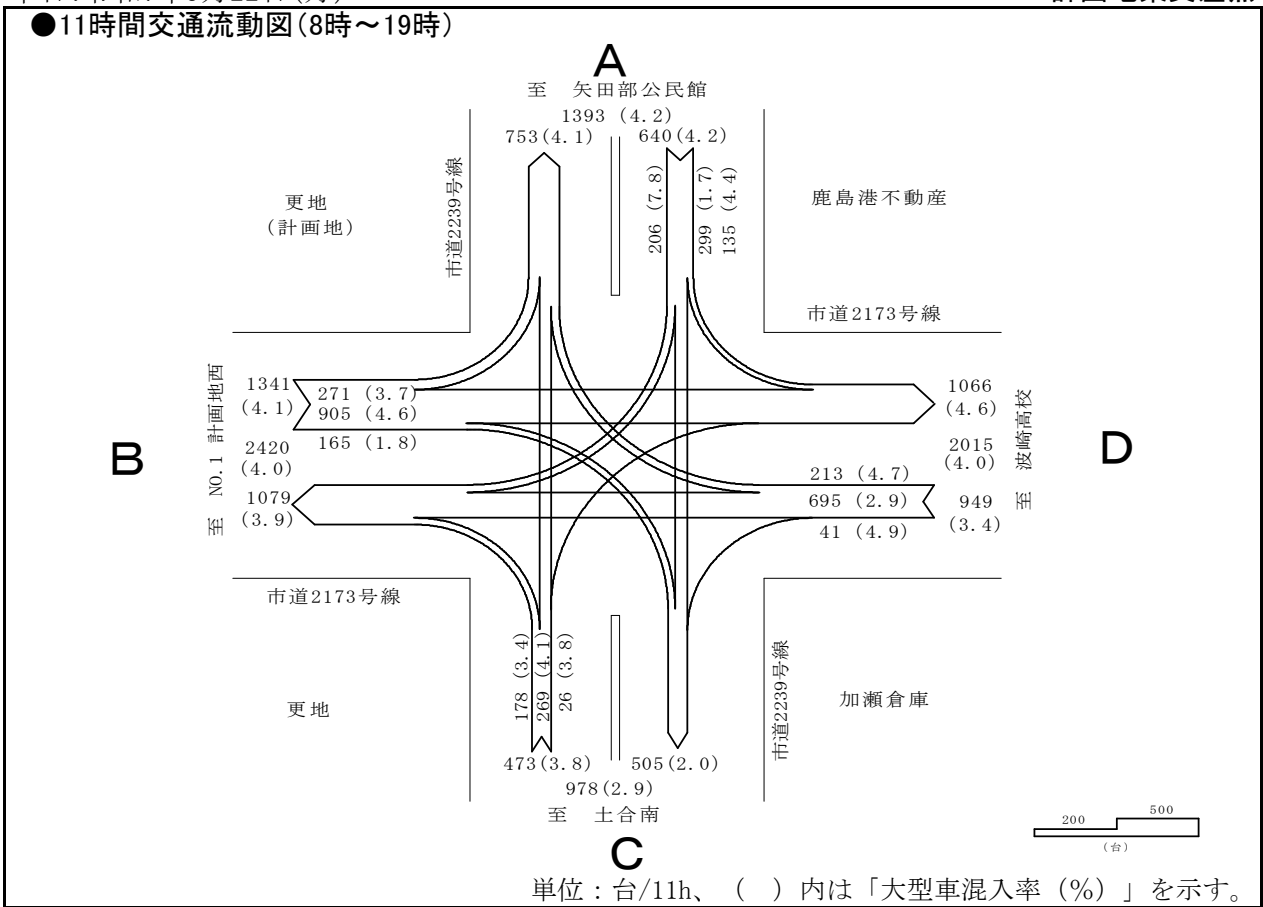 ●11時間交通流動図(8時～19時)
A
至 矢田部公民館
1393 (4.2)
753(4.1) 640(4.2)
市道2239号線
206 (7.8)
299 (1.7)
135 (4.4)
更地
(計画地)
鹿島港不動産
市道2173号線
B
至 NO.1 計画地西
1341
(4.1)
271 (3.7)
905 (4.6)
165 (1.8)
2420
(4.0)
1079
(3.9)
1066
(4.6)
2015
(4.0)
213 (4.7)
695 (2.9)
41 (4.9)
949
(3.4)
至 波崎高校
D
市道2173号線
更地
178 (3.4)
269 (4.1)
26 (3.8)
市道2239号線
加瀬倉庫
473(3.8) 505(2.0)
978(2.9)
至 土合南
C
200 500
(台)
単位：台/11h、（ ）内は「大型車混入率（%）」を示す。